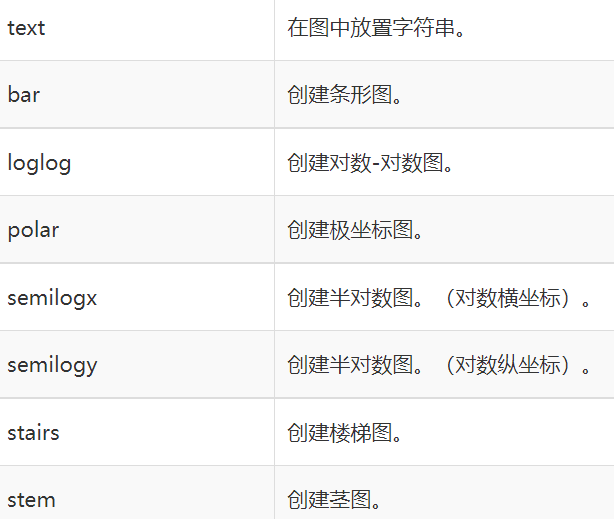 text 在图中放置字符串。
bar 创建条形图。
loglog 创建对数-对数图。
polar 创建极坐标图。
semilogx 创建半对数图。（对数横坐标）。
semilogy 创建半对数图。（对数纵坐标）。
stairs 创建楼梯图。
stem 创建茎图。